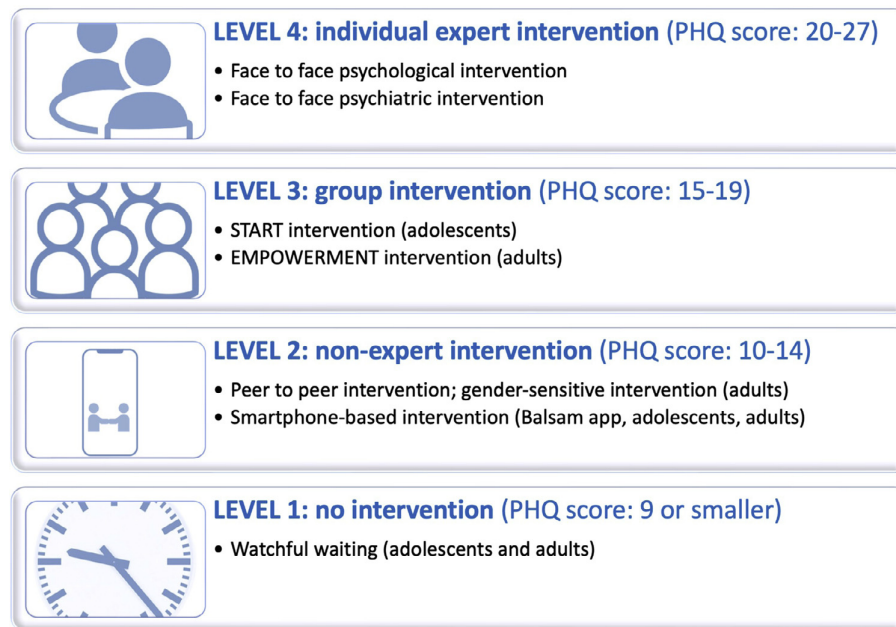 LEVEL 4: individual expert intervention (PHQ score: 20-27)
• Face to face psychological intervention
• Face to face psychiatric intervention
LEVEL 3: group intervention (PHQ score: 15-19)
• START intervention (adolescents)
• EMPOWERMENT intervention (adults)
LEVEL 2: non-expert intervention (PHQ score: 10-14)
• Peer to peer intervention; gender-sensitive intervention (adults)
• Smartphone-based intervention (Balsam app, adolescents, adults)
LEVEL 1: no intervention (PHQ score: 9 or smaller)
• Watchful waiting (adolescents and adults)